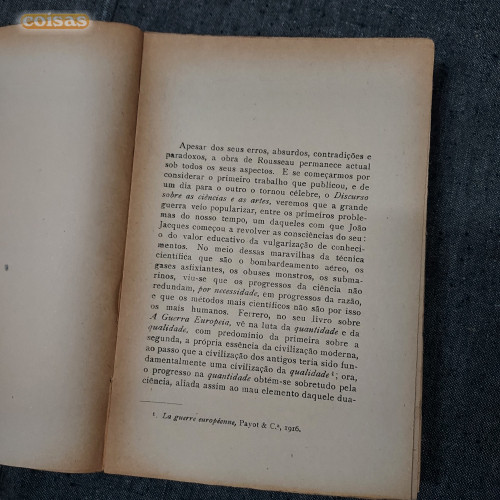 coisas
Apesar dos seus erros, absurdos, contradições e
paradoxos, a obra de Rousseau permanece actual
sob todos os seus aspectos. E se começarmos por
considerar o primeiro trabalho que publicou, e de
um dia para o outro o tornou célebre, o Discurso
sobre as ciências e as artes, veremos que a grande
guerra veio popularizar, entre os primeiros proble-
mas do nosso tempo, um daqueles com que João
Jacques começou a revolver as consciências do seu:
o do valor educativo da vulgarização de conheci-
mentos. No meio dessas maravilhas da técnica
científica que são o bombardeamento aéreo, os
gases asfixiantes, os obuses monstros, os subma-
rinos, viu-se que os progressos da ciência não
redundam, por necessidade, em progressos da razão,
e que os métodos mais científicos não são por isso
os mais humanos. Ferrero, no seu livro sobre
A Guerra Europeia, vê na luta da quantidade e da
qualidade, com predomínio da primeira sobre a
segunda, a própria essência da civilização moderna,
ao passo que a civilização dos antigos teria sido fun-
damentalmente uma civilização da qualidade¹; ora,
o progresso na quantidade obtém-se sobretudo pela
ciência, aliada assim ao mau elemento daquele dua-
1. La guerre européenne, Payot & C.ª, 1916.